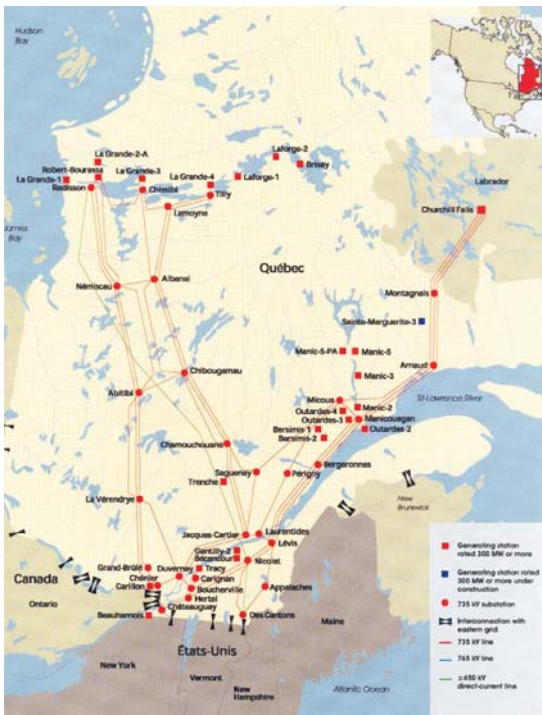 Hudson
Bay
La Grande-2-A
Robert-Bourassa
La Grande-1
Radisson
La Grande-3
Chissibi
La Grande-4
Tilly
Lemoyne
Laforge-1
Laforge-2
Brisay
Labrador
Churchill Falls
James
Bay
Québec
Némiscau
Albanel
Montagnais
Sainte-Marguerite-3
Manic-5-PA
Manic-5
Manic-3
Arnaud
Abitibi
Chibougamau
Micoua
Manic-2
Outardes-4
Outardes-3
Manicouagan
Outardes-2
St-Lawrence River
Bersimis-1
Bersimis-2
Chamouchouane
Saguenay
Périgny
Bergeronnes
Trenche
La Vérendrye
New
Brunswick
Jacques-Cartier
Laurentides
Lévis
Gentilly-2
Bécancour
Nicolet
Grand-Brûlé
Duvernay
Tracy
Chénier
Carignan
Carillon
Boucherville
Appalaches
Hertel
Châteauguay
Beauharnois
Des Cantons
Canada
Ontario
Maine
États-Unis
New York
Vermont
New
Hampshire
Atlantic Ocean
Generating station
rated 300 MW or more
Generating station rated
300 MW or more under
construction
735 kV substation
Interconnection with
eastern grid
735 kV line
765 kV line
±450 kV
direct-current line